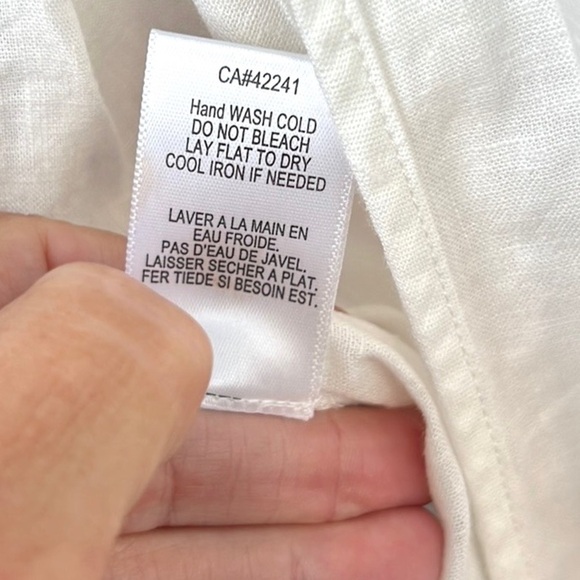 CA#42241
Hand WASH COLD
DO NOT BLEACH
LAY FLAT TO DRY
COOL IRON IF NEEDED
LAVER A LA MAIN EN
EAU FROIDE.
PAS D'EAU DE JAVEL.
LAISSER SECHER A PLAT.
FER TIEDE SI BESOIN EST.